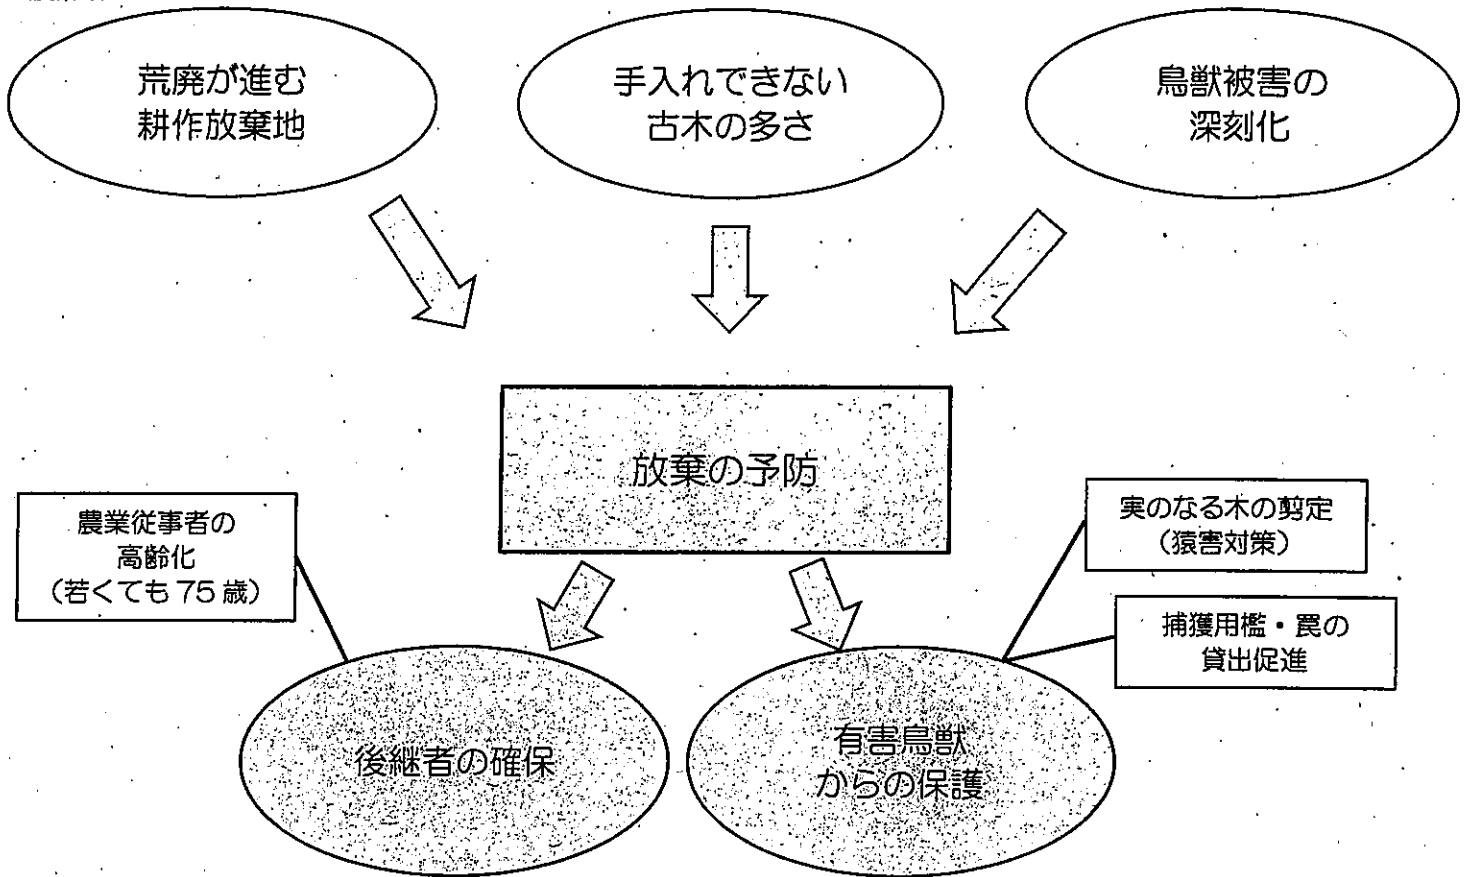 荒廃が進む
耕作放棄地
手入れできない
古木の多さ
鳥獣被害の
深刻化
放棄の予防
農業従事者の
高齢化
（若くても 75 歳）
実のなる木の剪定
（猿害対策）
捕獲用檻・罠の
貸出促進
後継者の確保
有害鳥獣
からの保護